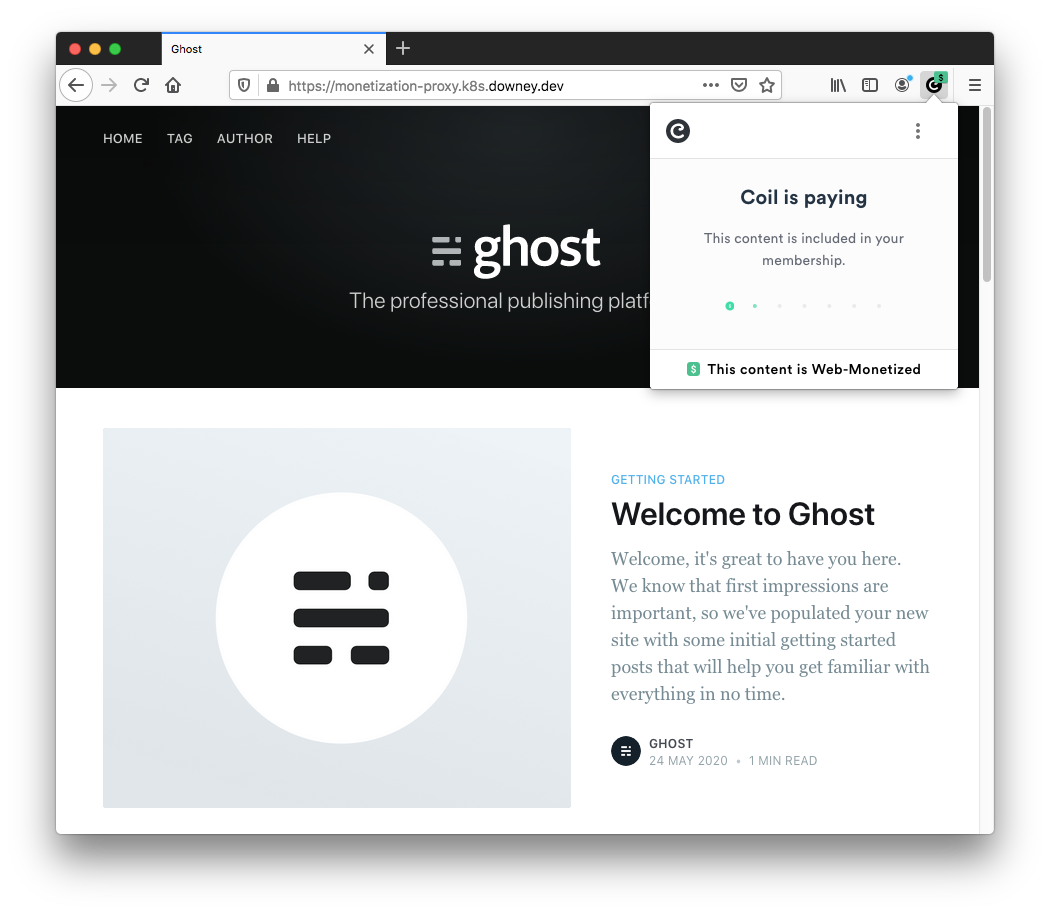 Ghost
https://monetization-proxy.k8s.downey.dev
HOME TAG AUTHOR HELP
ghost
The professional publishing platf
$
Coil is paying
This content is included in your
membership.
$ This content is Web-Monetized
GETTING STARTED
Welcome to Ghost
Welcome, it's great to have you here.
We know that first impressions are
important, so we've populated your new
site with some initial getting started
posts that will help you get familiar with
everything in no time.
GHOST
24 MAY 2020 • 1 MIN READ